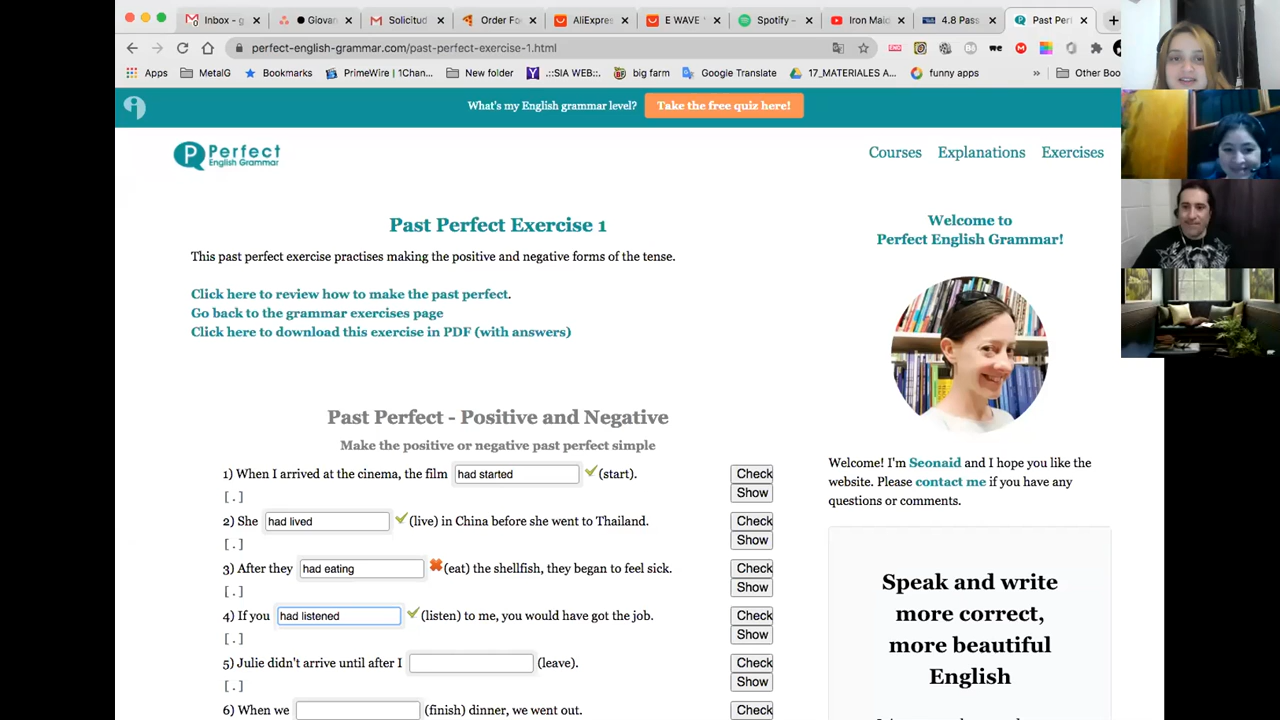 Inbox - g
Giovan
Solicitud
Order Fo
AliExpres
E WAVE
Spotify –
Iron Maid
4.8 Pass
Past Perf
perfect-english-grammar.com/past-perfect-exercise-1.html
Apps
MetalG
Bookmarks
PrimeWire | 1Chan...
New folder
.::SIA WEB::.
big farm
Google Translate
17_MATERIALES A...
funny apps
»
Other Boo
What's my English grammar level?
Take the free quiz here!
Perfect
English Grammar
Courses
Explanations
Exercises
Past Perfect Exercise 1
This past perfect exercise practises making the positive and negative forms of the tense.
Click here to review how to make the past perfect.
Go back to the grammar exercises page
Click here to download this exercise in PDF (with answers)
Past Perfect - Positive and Negative
Make the positive or negative past perfect simple
1) When I arrived at the cinema, the film had started (start).
Check
Show
[ . ]
2) She had lived (live) in China before she went to Thailand.
Check
Show
[ . ]
3) After they had eating (eat) the shellfish, they began to feel sick.
Check
Show
[ . ]
4) If you had listened (listen) to me, you would have got the job.
Check
Show
[ . ]
5) Julie didn't arrive until after I (leave).
Check
Show
[ . ]
6) When we (finish) dinner, we went out.
Check
Welcome to
Perfect English Grammar!
Welcome! I'm Seonaid and I hope you like the
website. Please contact me if you have any
questions or comments.
Speak and write
more correct,
more beautiful
English